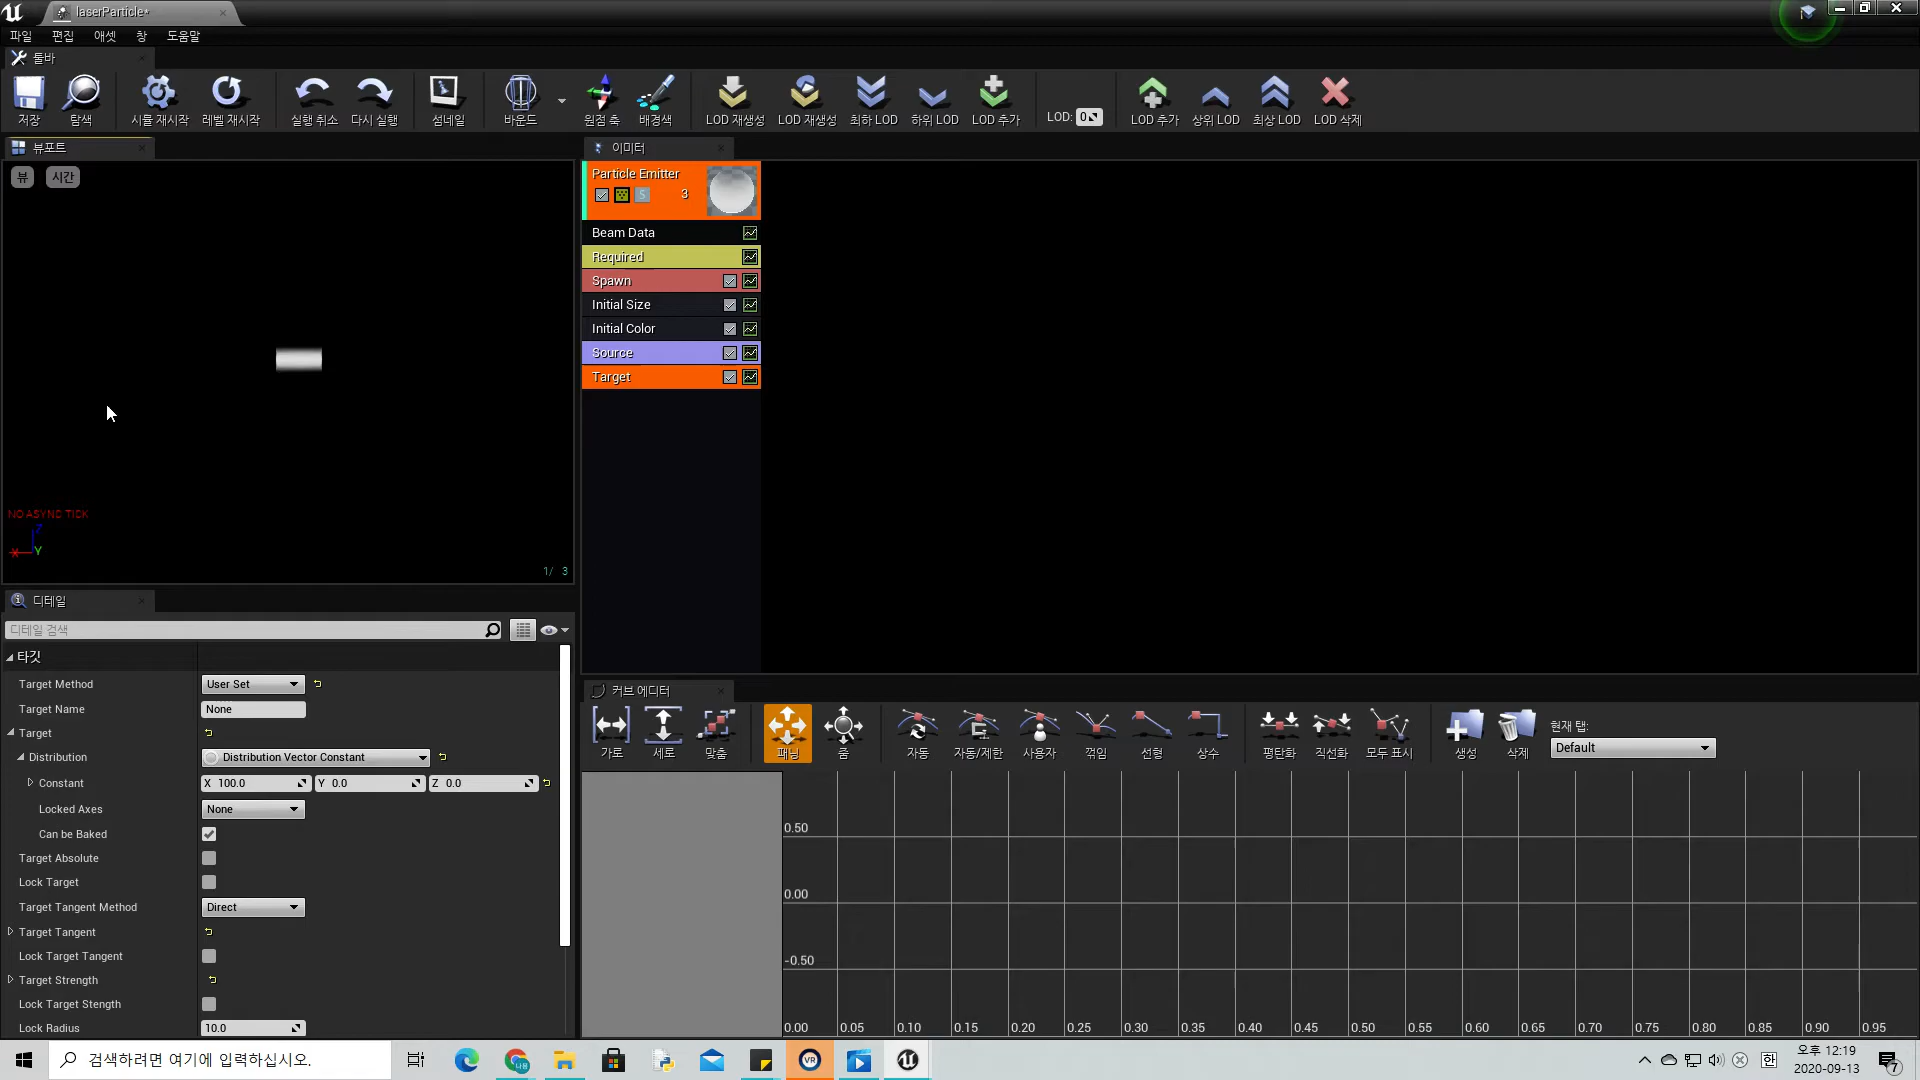 laserParticle*
파일 편집 애셋 창 도움말
툴바
저장 탐색 시뮬 재시작 레벨 재시작 실행 취소 다시 실행 섬네일 바운드 원점 축 배경색 LOD 재생성 LOD 재생성 최하 LOD 하위 LOD LOD 추가 LOD: 0 LOD 추가 상위 LOD 최상 LOD LOD 삭제
뷰포트
뷰 시간
NO ASYNC TICK
Z
X Y
1/ 3
이미터
Particle Emitter
S 3
Beam Data
Required
Spawn
Initial Size
Initial Color
Source
Target
디테일
디테일 검색
타깃
Target Method User Set
Target Name None
Target
Distribution Distribution Vector Constant
Constant X 100.0 Y 0.0 Z 0.0
Locked Axes None
Can be Baked
Target Absolute
Lock Target
Target Tangent Method Direct
Target Tangent
Lock Target Tangent
Target Strength
Lock Target Stength
Lock Radius 10.0
커브 에디터
가로 세로 맞춤 패닝 줌 자동 자동/제한 사용자 꺾임 선형 상수 평탄화 직선화 모두 표시 생성 삭제
현재 탭:
Default
0.50
0.00
-0.50
0.00 0.05 0.10 0.15 0.20 0.25 0.30 0.35 0.40 0.45 0.50 0.55 0.60 0.65 0.70 0.75 0.80 0.85 0.90 0.95
검색하려면 여기에 입력하십시오.
나용
VR
한
오후 12:19
2020-09-13
7